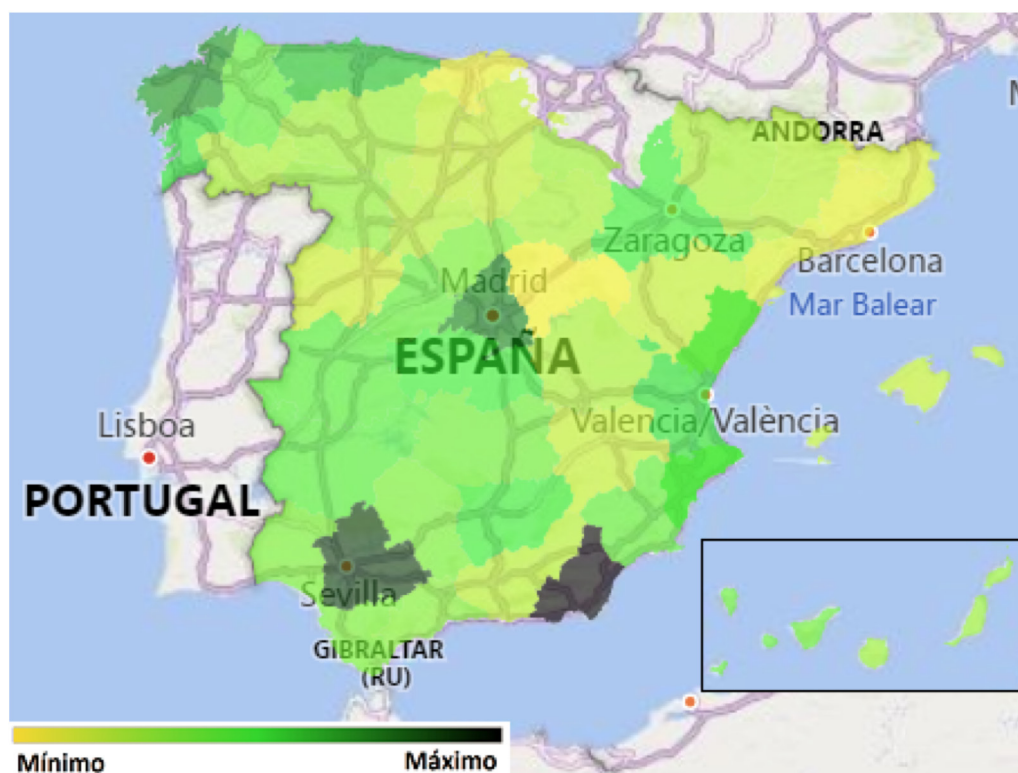 M
ANDORRA
Zaragoza
Barcelona
Madrid
Mar Balear
ESPAÑA
Valencia/València
Lisboa
PORTUGAL
Sevilla
GIBRALTAR
(RU)
Mínimo
Máximo